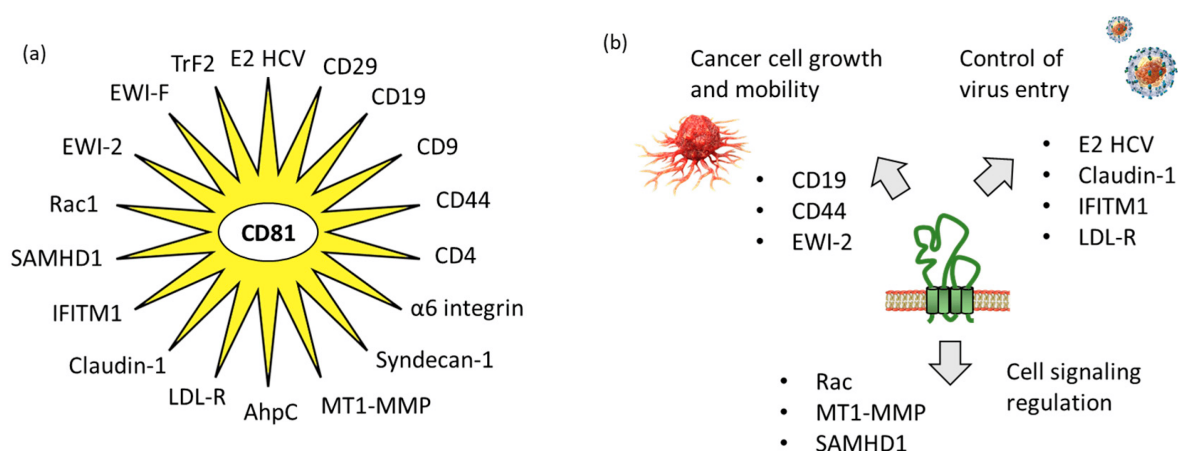 (a)
E2 HCV
CD29
CD19
CD9
CD44
CD4
α6 integrin
Syndecan-1
MT1-MMP
AhpC
LDL-R
Claudin-1
IFITM1
SAMHD1
Rac1
EWI-2
EWI-F
TrF2
CD81
(b)
Cancer cell growth
and mobility
• CD19
• CD44
• EWI-2
Control of
virus entry
• E2 HCV
• Claudin-1
• IFITM1
• LDL-R
Cell signaling
regulation
• Rac
• MT1-MMP
• SAMHD1